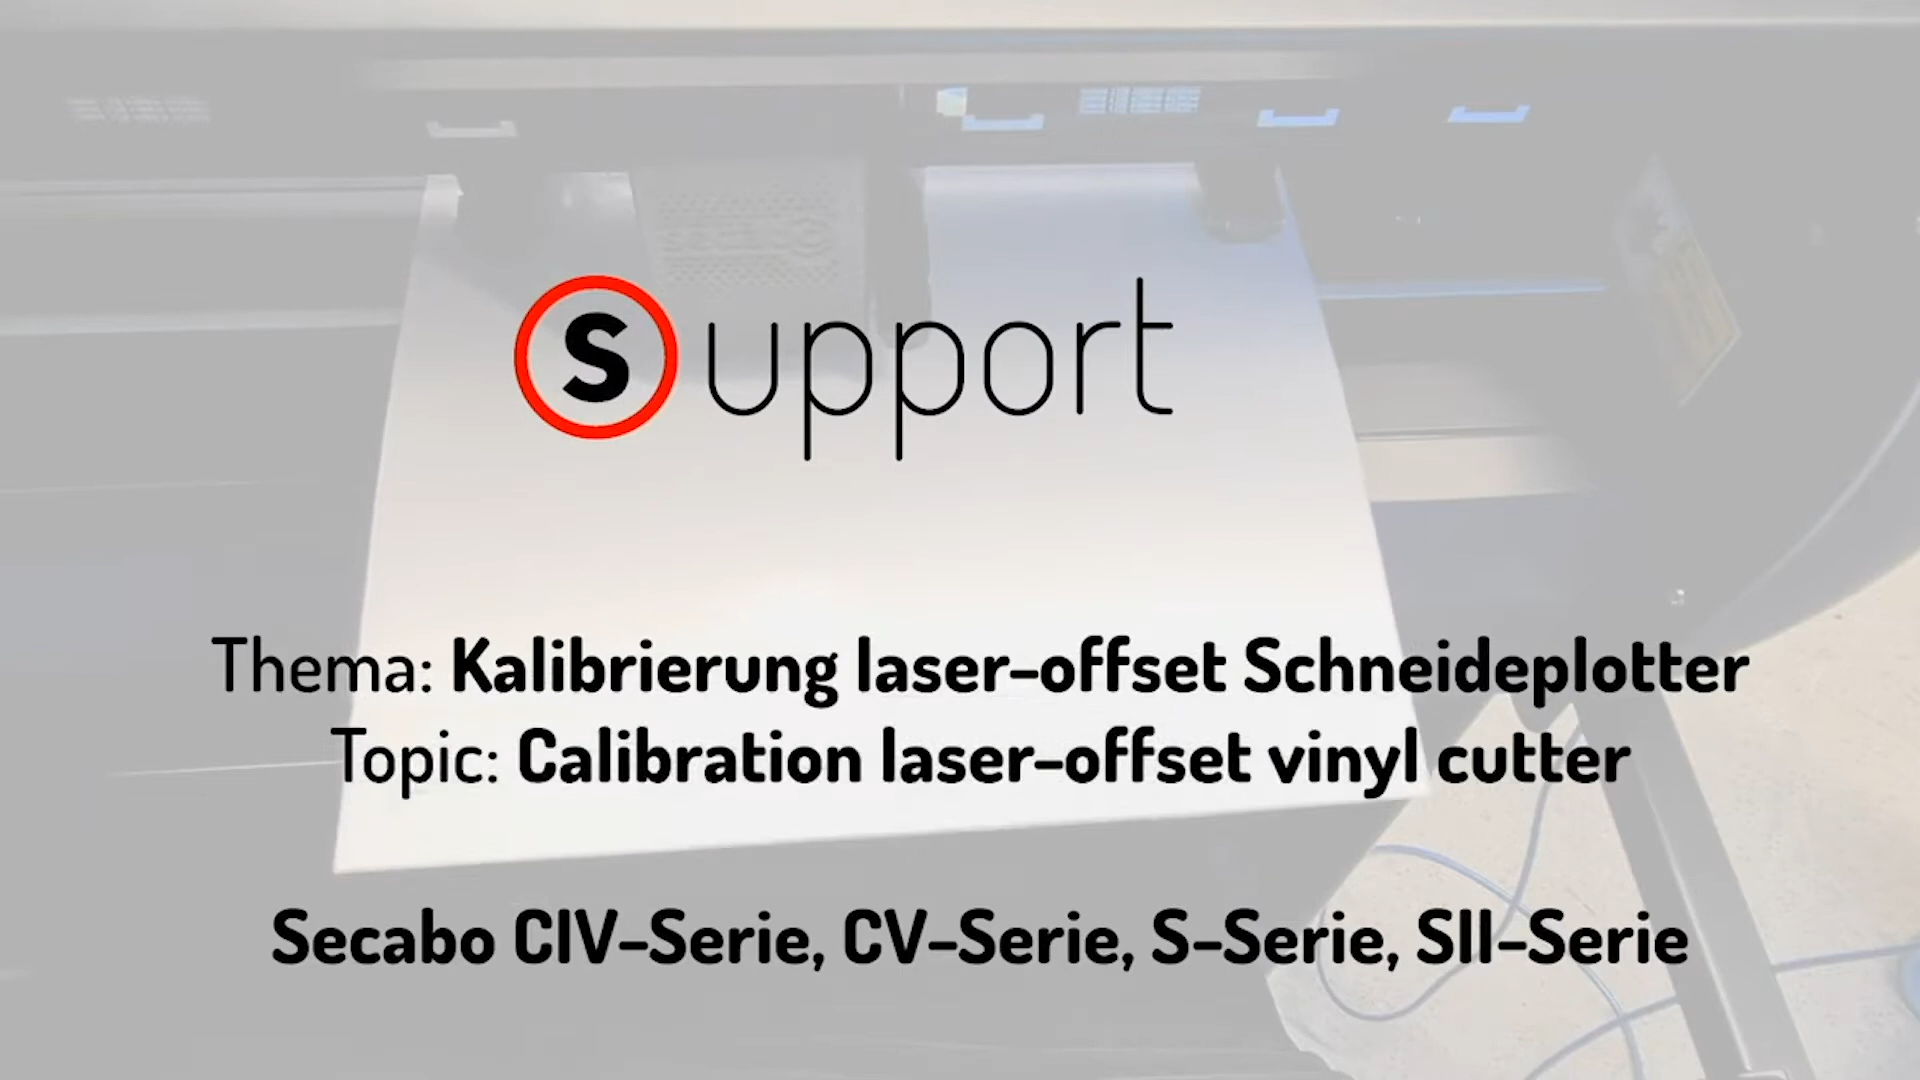 Support
Thema: Kalibrierung laser-offset Schneideplotter
Topic: Calibration laser-offset vinyl cutter
Secabo CIV-Serie, CV-Serie, S-Serie, SII-Serie